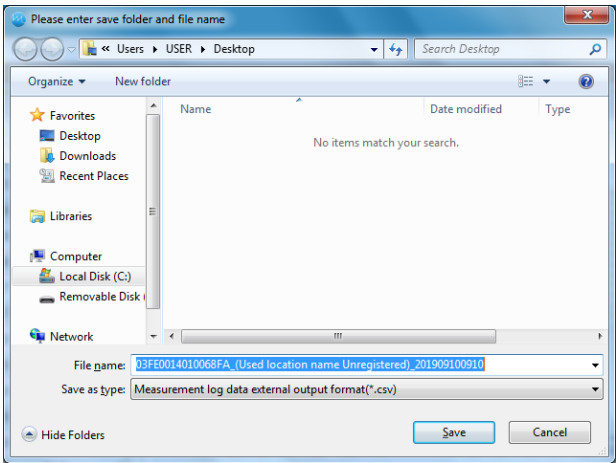 Please enter save folder and file name
« Users ▸ USER ▸ Desktop
Search Desktop
Organize
New folder
Name
Date modified
Type
Favorites
Desktop
Downloads
Recent Places
Libraries
Computer
Local Disk (C:)
Removable Disk
Network
No items match your search.
File name: 03FE0014010068FA_(Used location name Unregistered)_201909100910
Save as type: Measurement log data external output format(*.csv)
Hide Folders
Save
Cancel